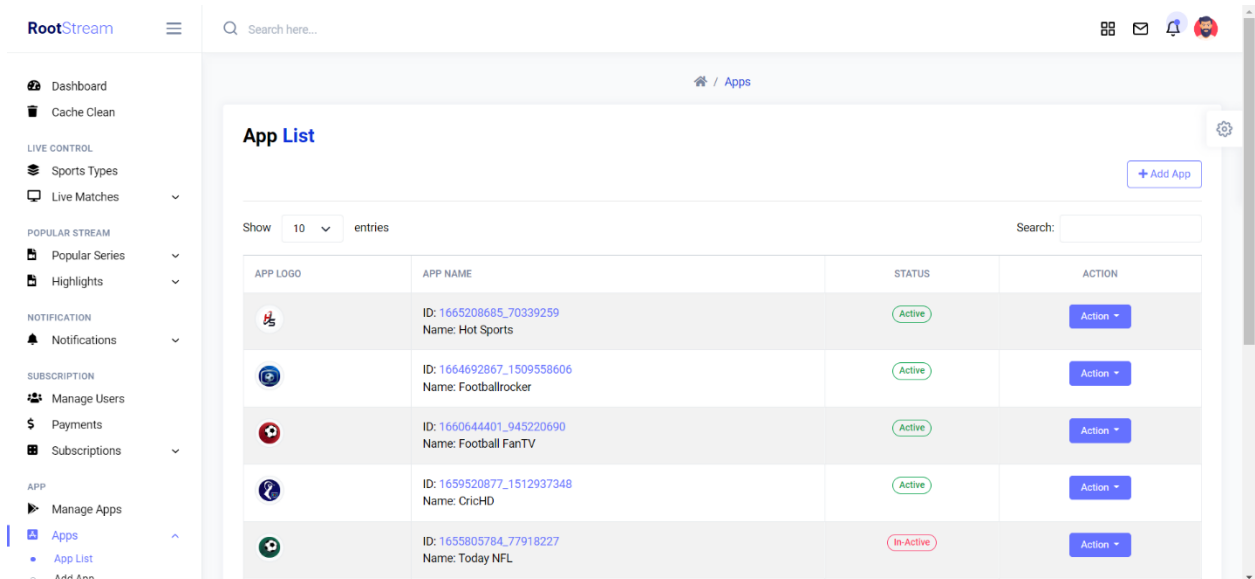 RootStream
Search here...
Dashboard
Cache Clean
LIVE CONTROL
Sports Types
Live Matches
POPULAR STREAM
Popular Series
Highlights
NOTIFICATION
Notifications
SUBSCRIPTION
Manage Users
Payments
Subscriptions
APP
Manage Apps
Apps
App List
Add App
/ Apps
App List
+ Add App
Show 10 entries
Search:
APP LOGO APP NAME STATUS ACTION
ID: 1665208685_70339259
Name: Hot Sports
Active
Action
ID: 1664692867_1509558606
Name: Footballrocker
Active
Action
ID: 1660644401_945220690
Name: Football FanTV
Active
Action
ID: 1659520877_1512937348
Name: CricHD
Active
Action
ID: 1655805784_77918227
Name: Today NFL
In-Active
Action